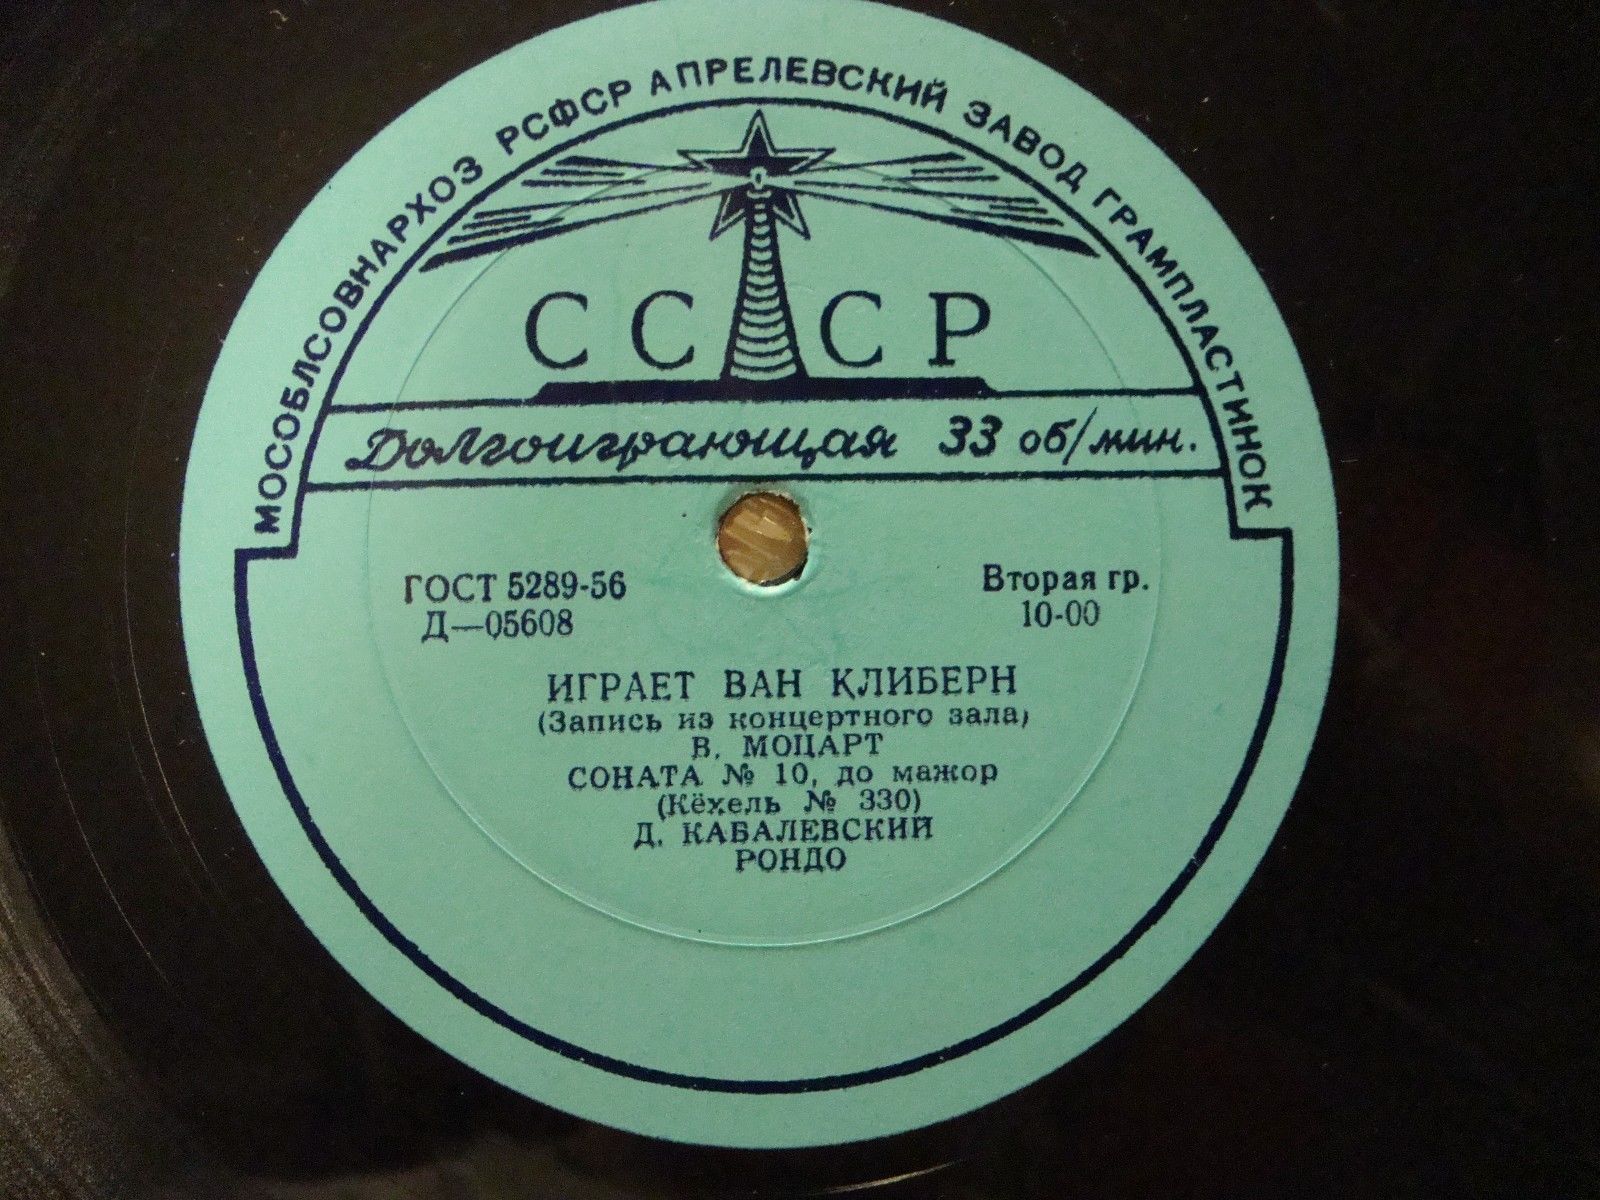 МОСОБЛСОВНАРХОЗ РСФСР АПРЕЛЕВСКИЙ ЗАВОД ГРАМПЛАСТИНОК
СССР
Долгоиграющая 33 об/мин.
ГОСТ 5289-56
Д—05608
Вторая гр.
10-00
ИГРАЕТ ВАН КЛИБЕРН
(Запись из концертного зала)
В. МОЦАРТ
СОНАТА № 10, до мажор
(Кёхель № 330)
Д. КАБАЛЕВСКИЙ
РОНДО